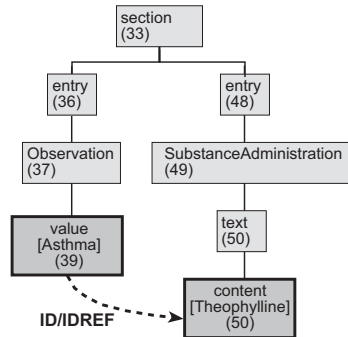 section
(33)
entry
(36)
entry
(48)
Observation
(37)
SubstanceAdministration
(49)
value
[Asthma]
(39)
text
(50)
content
[Theophylline]
(50)
ID/IDREF